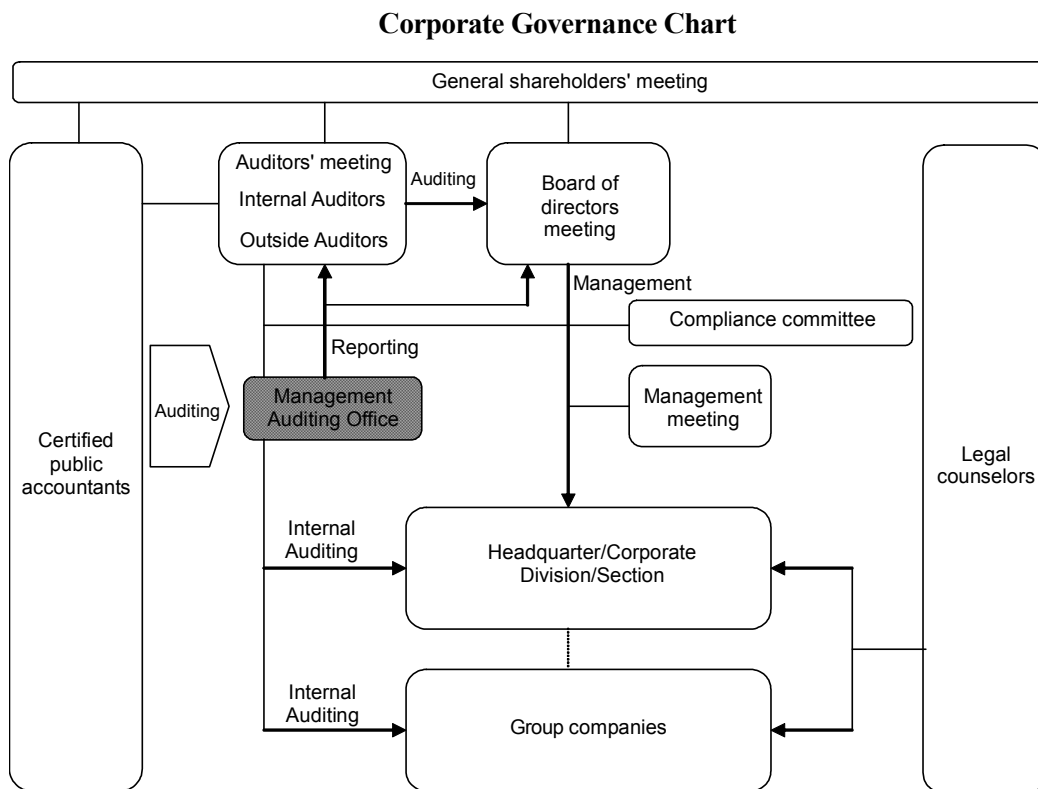 Corporate Governance Chart
General shareholders' meeting
Auditors' meeting
Internal Auditors
Outside Auditors
Auditing
Board of
directors
meeting
Management
Compliance committee
Reporting
Management
Auditing Office
Auditing
Management
meeting
Certified
public
accountants
Legal
counselors
Internal
Auditing
Headquarter/Corporate
Division/Section
Internal
Auditing
Group companies